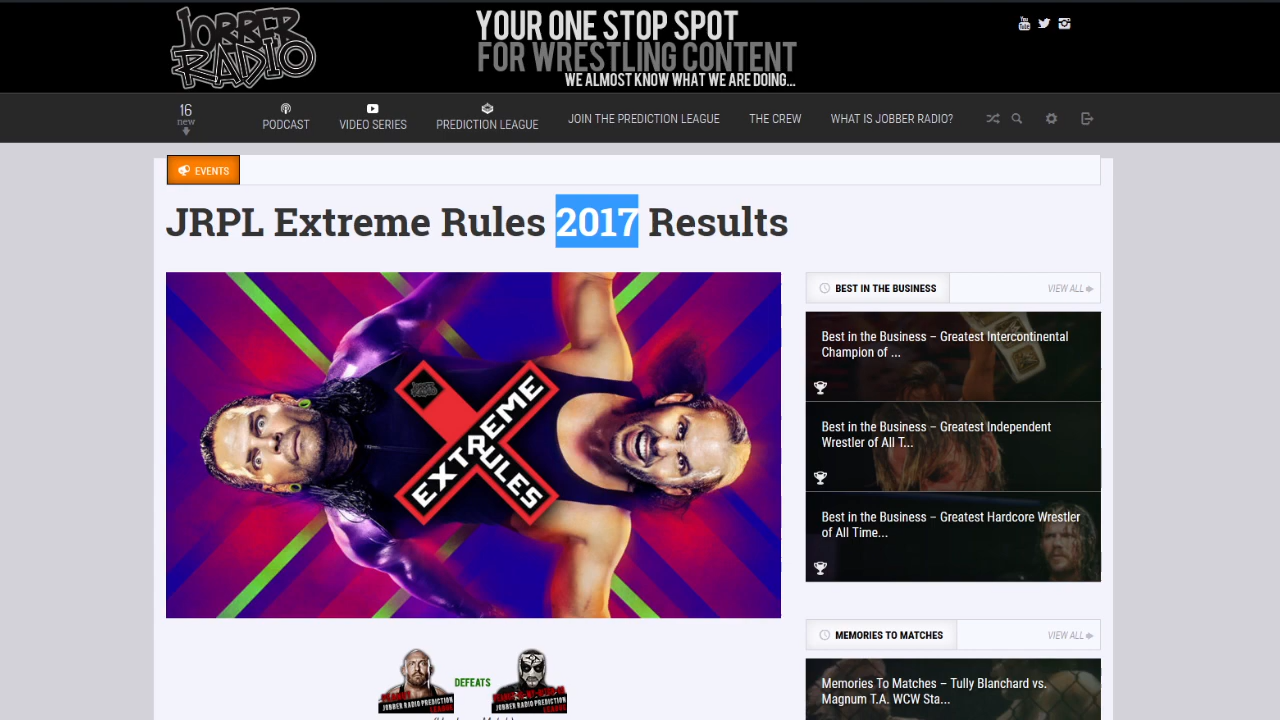 JOBBER
RADIO
YOUR ONE STOP SPOT
FOR WRESTLING CONTENT
WE ALMOST KNOW WHAT WE ARE DOING...
You
Tube
16
new
PODCAST
VIDEO SERIES
PREDICTION LEAGUE
JOIN THE PREDICTION LEAGUE
THE CREW
WHAT IS JOBBER RADIO?
EVENTS
JRPL Extreme Rules 2017 Results
JOBBER
RADIO
EXTREME
RULES
DEFEATS
JOBBER RADIO PREDICTION
LEAGUE
JOBBER RADIO PREDICTION
LEAGUE
BEST IN THE BUSINESS
VIEW ALL
Best in the Business – Greatest Intercontinental
Champion of ...
Best in the Business – Greatest Independent
Wrestler of All T...
Best in the Business – Greatest Hardcore Wrestler
of All Time...
MEMORIES TO MATCHES
VIEW ALL
Memories To Matches – Tully Blanchard vs.
Magnum T.A. WCW Sta...